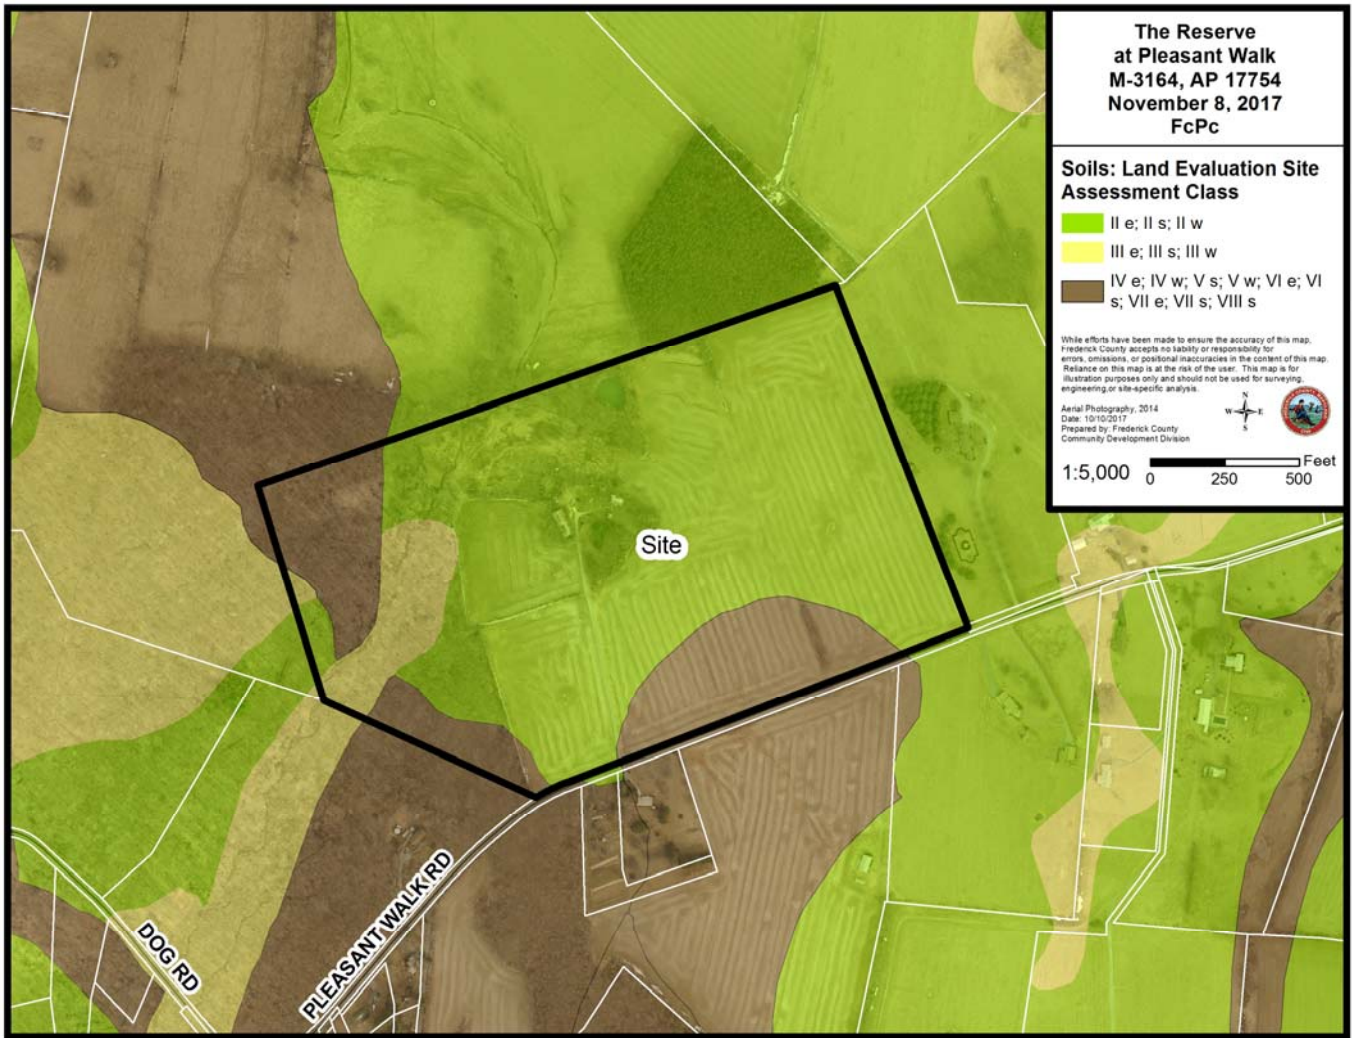 The Reserve
at Pleasant Walk
M-3164, AP 17754
November 8, 2017
FcPc
Soils: Land Evaluation Site
Assessment Class
II e; II s; II w
III e; III s; III w
IV e; IV w; V s; V w; VI e; VI
s; VII e; VII s; VIII s
While efforts have been made to ensure the accuracy of this map,
Frederick County accepts no liability or responsibility for
errors, omissions, or positional inaccuracies in the content of this map.
Reliance on this map is at the risk of the user. This map is for
illustration purposes only and should not be used for surveying,
engineering,or site-specific analysis.
Aerial Photography, 2014
Date: 10/10/2017
Prepared by: Frederick County
Community Development Division
N
W E
S
1:5,000
Feet
0 250 500
Site
PLEASANT WALK RD
DOG RD